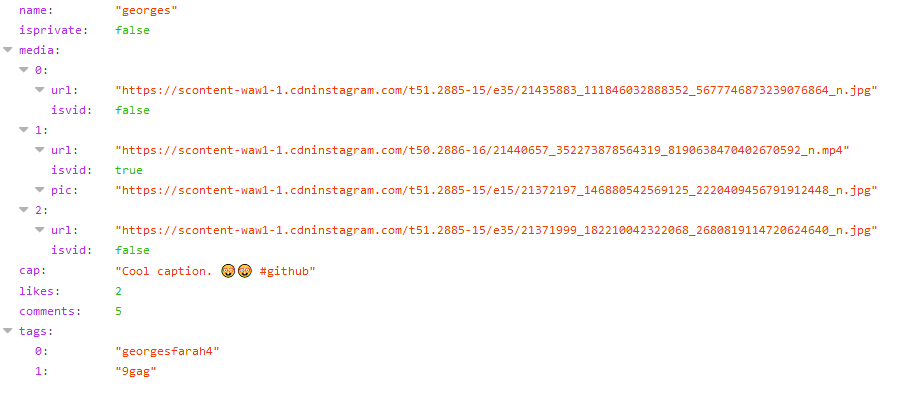 name: "georges"
isprivate: false
media:
0:
url: "https://scontent-waw1-1.cdninstagram.com/t51.2885-15/e35/21435883_111846032888352_5677746873239076864_n.jpg"
isvid: false
1:
url: "https://scontent-waw1-1.cdninstagram.com/t50.2886-16/21440657_352273878564319_8190638470402670592_n.mp4"
isvid: true
pic: "https://scontent-waw1-1.cdninstagram.com/t51.2885-15/e15/21372197_146880542569125_2220409456791912448_n.jpg"
2:
url: "https://scontent-waw1-1.cdninstagram.com/t51.2885-15/e35/21371999_182210042322068_2680819114720624640_n.jpg"
isvid: false
cap: "Cool caption. 🦁🦁 #github"
likes: 2
comments: 5
tags:
0: "georgesfarah4"
1: "9gag"